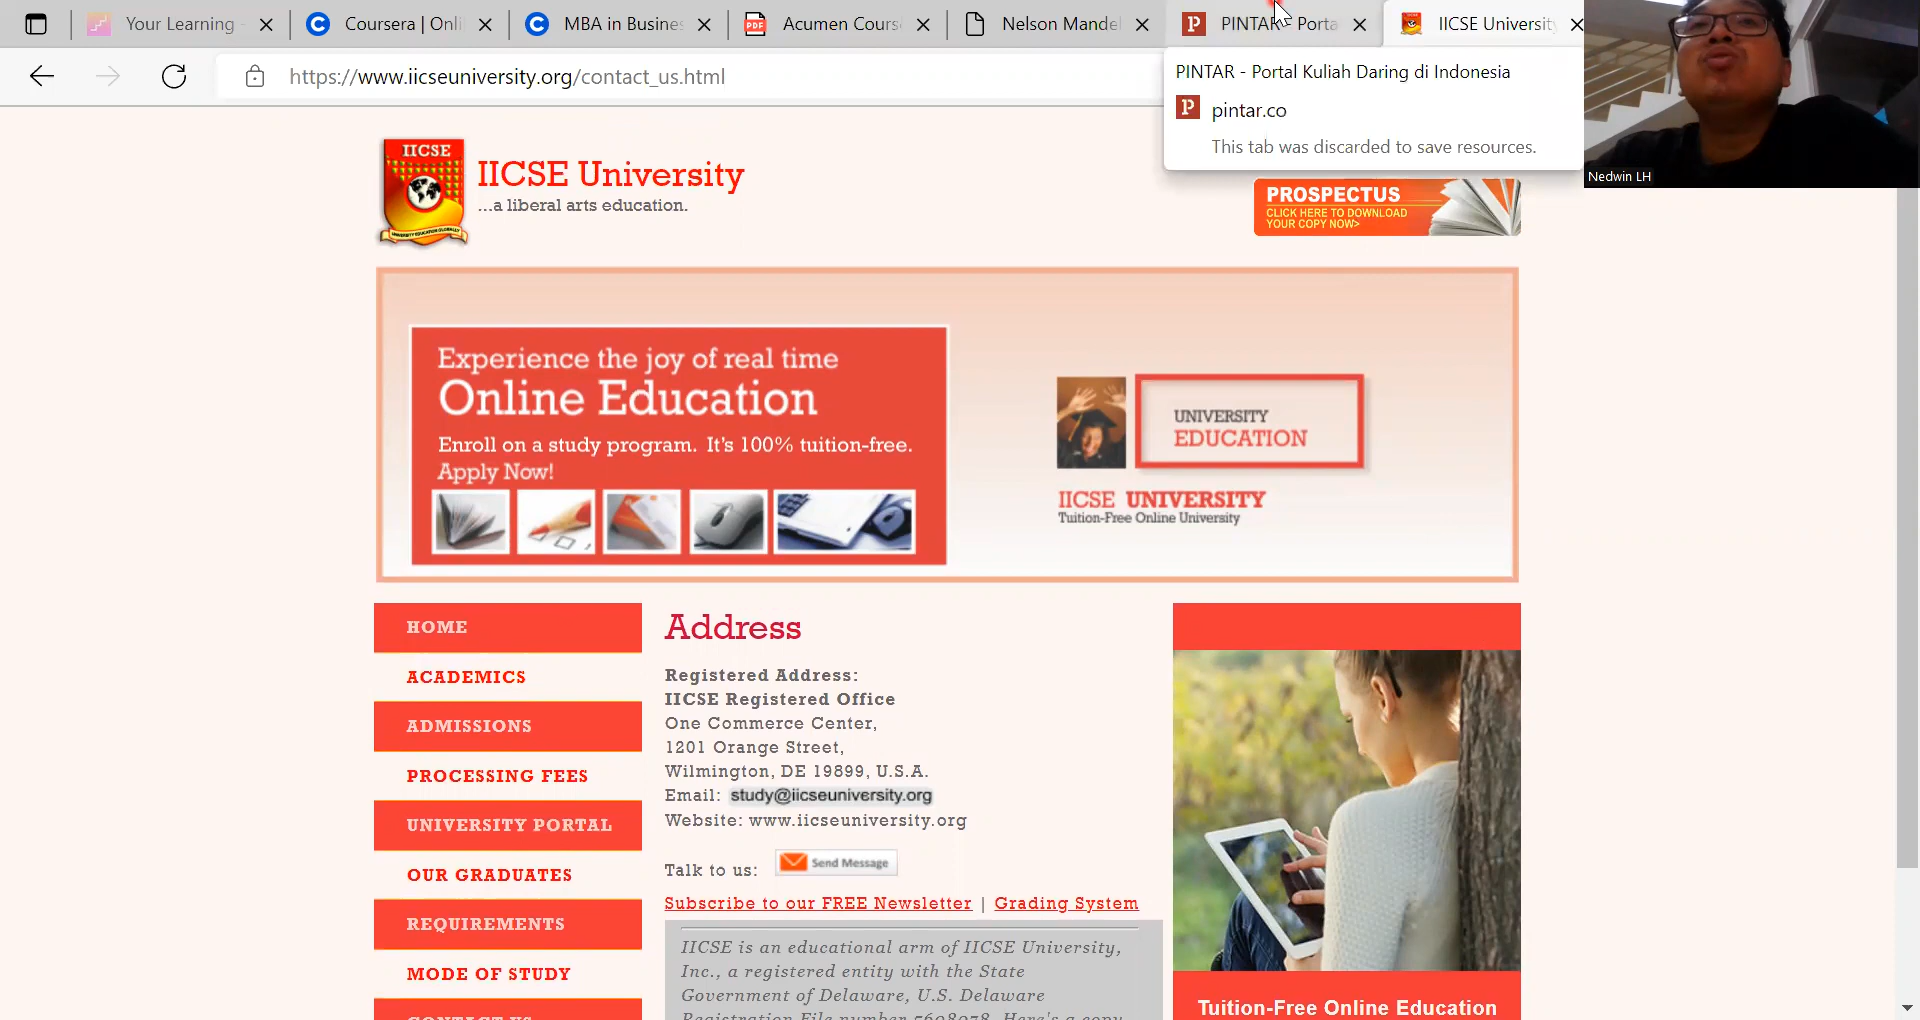 Your Learning -
Coursera | Onli
MBA in Busines
PDF
Acumen Cours
Nelson Mandel
PINTAR - Porta
IICSE University
https://www.iicseuniversity.org/contact_us.html
PINTAR - Portal Kuliah Daring di Indonesia
pintar.co
This tab was discarded to save resources.
Nedwin LH
IICSE
UNIVERSITY EDUCATION GLOBALLY
IICSE University
...a liberal arts education.
PROSPECTUS
CLICK HERE TO DOWNLOAD
YOUR COPY NOW>
Experience the joy of real time
Online Education
Enroll on a study program. It's 100% tuition-free.
Apply Now!
UNIVERSITY
EDUCATION
IICSE UNIVERSITY
Tuition-Free Online University
HOME
ACADEMICS
ADMISSIONS
PROCESSING FEES
UNIVERSITY PORTAL
OUR GRADUATES
REQUIREMENTS
MODE OF STUDY
CONTACT US
Address
Registered Address:
IICSE Registered Office
One Commerce Center,
1201 Orange Street,
Wilmington, DE 19899, U.S.A.
Email: study@iicseuniversity.org
Website: www.iicseuniversity.org
Talk to us: Send Message
Subscribe to our FREE Newsletter | Grading System
IICSE is an educational arm of IICSE University,
Inc., a registered entity with the State
Government of Delaware, U.S. Delaware
Registration File number 5608078. Here's a copy
Tuition-Free Online Education